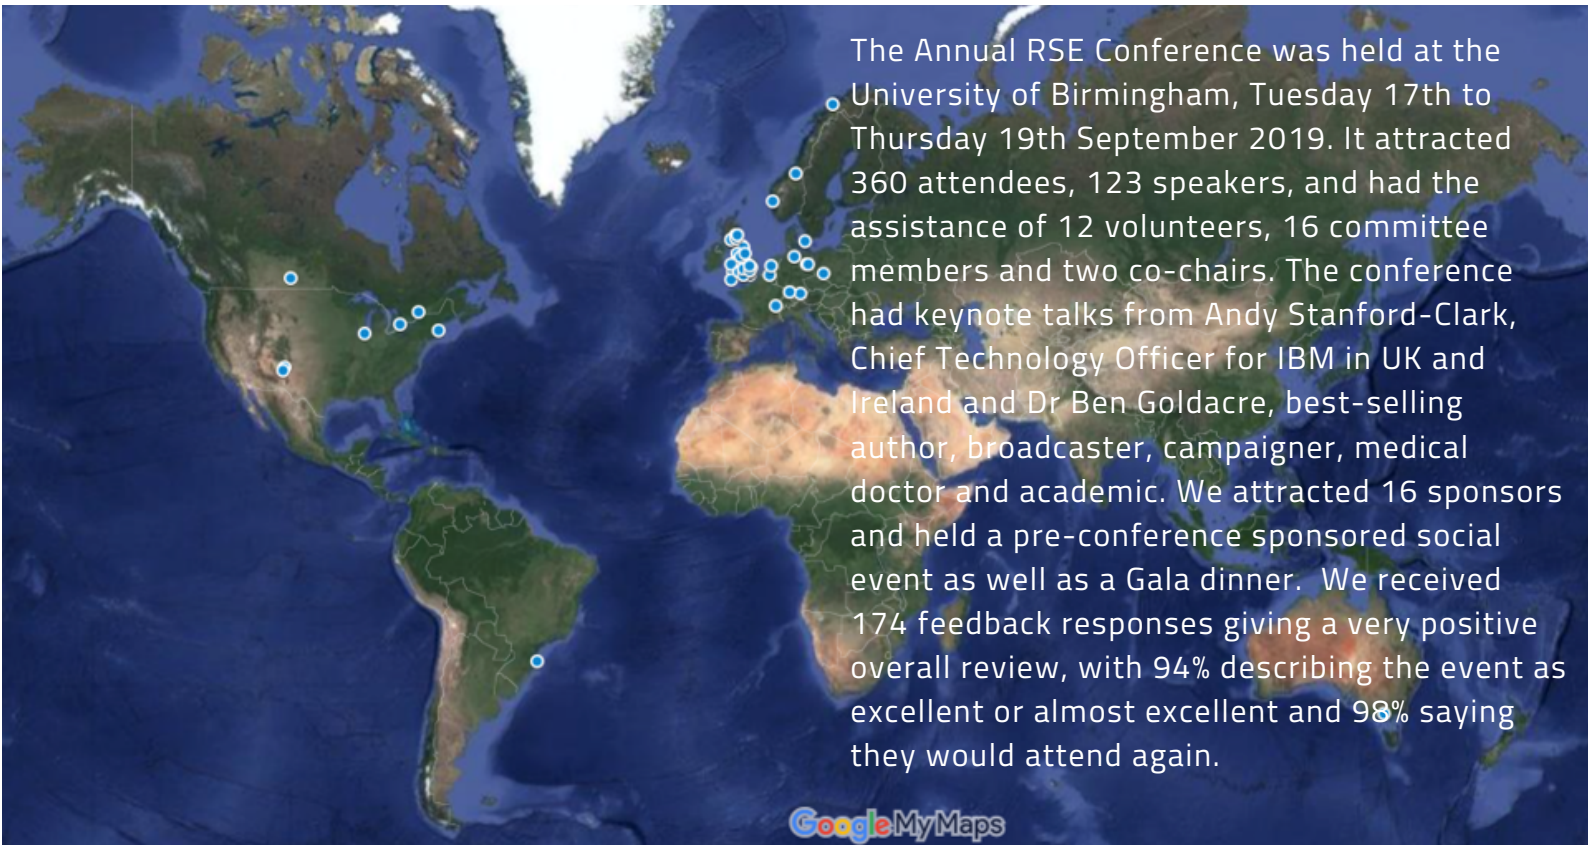 The Annual RSE Conference was held at the
University of Birmingham, Tuesday 17th to
Thursday 19th September 2019. It attracted
360 attendees, 123 speakers, and had the
assistance of 12 volunteers, 16 committee
members and two co-chairs. The conference
had keynote talks from Andy Stanford-Clark,
Chief Technology Officer for IBM in UK and
Ireland and Dr Ben Goldacre, best-selling
author, broadcaster, campaigner, medical
doctor and academic. We attracted 16 sponsors
and held a pre-conference sponsored social
event as well as a Gala dinner.  We received
174 feedback responses giving a very positive
overall review, with 94% describing the event as
excellent or almost excellent and 98% saying
they would attend again.
Google My Maps